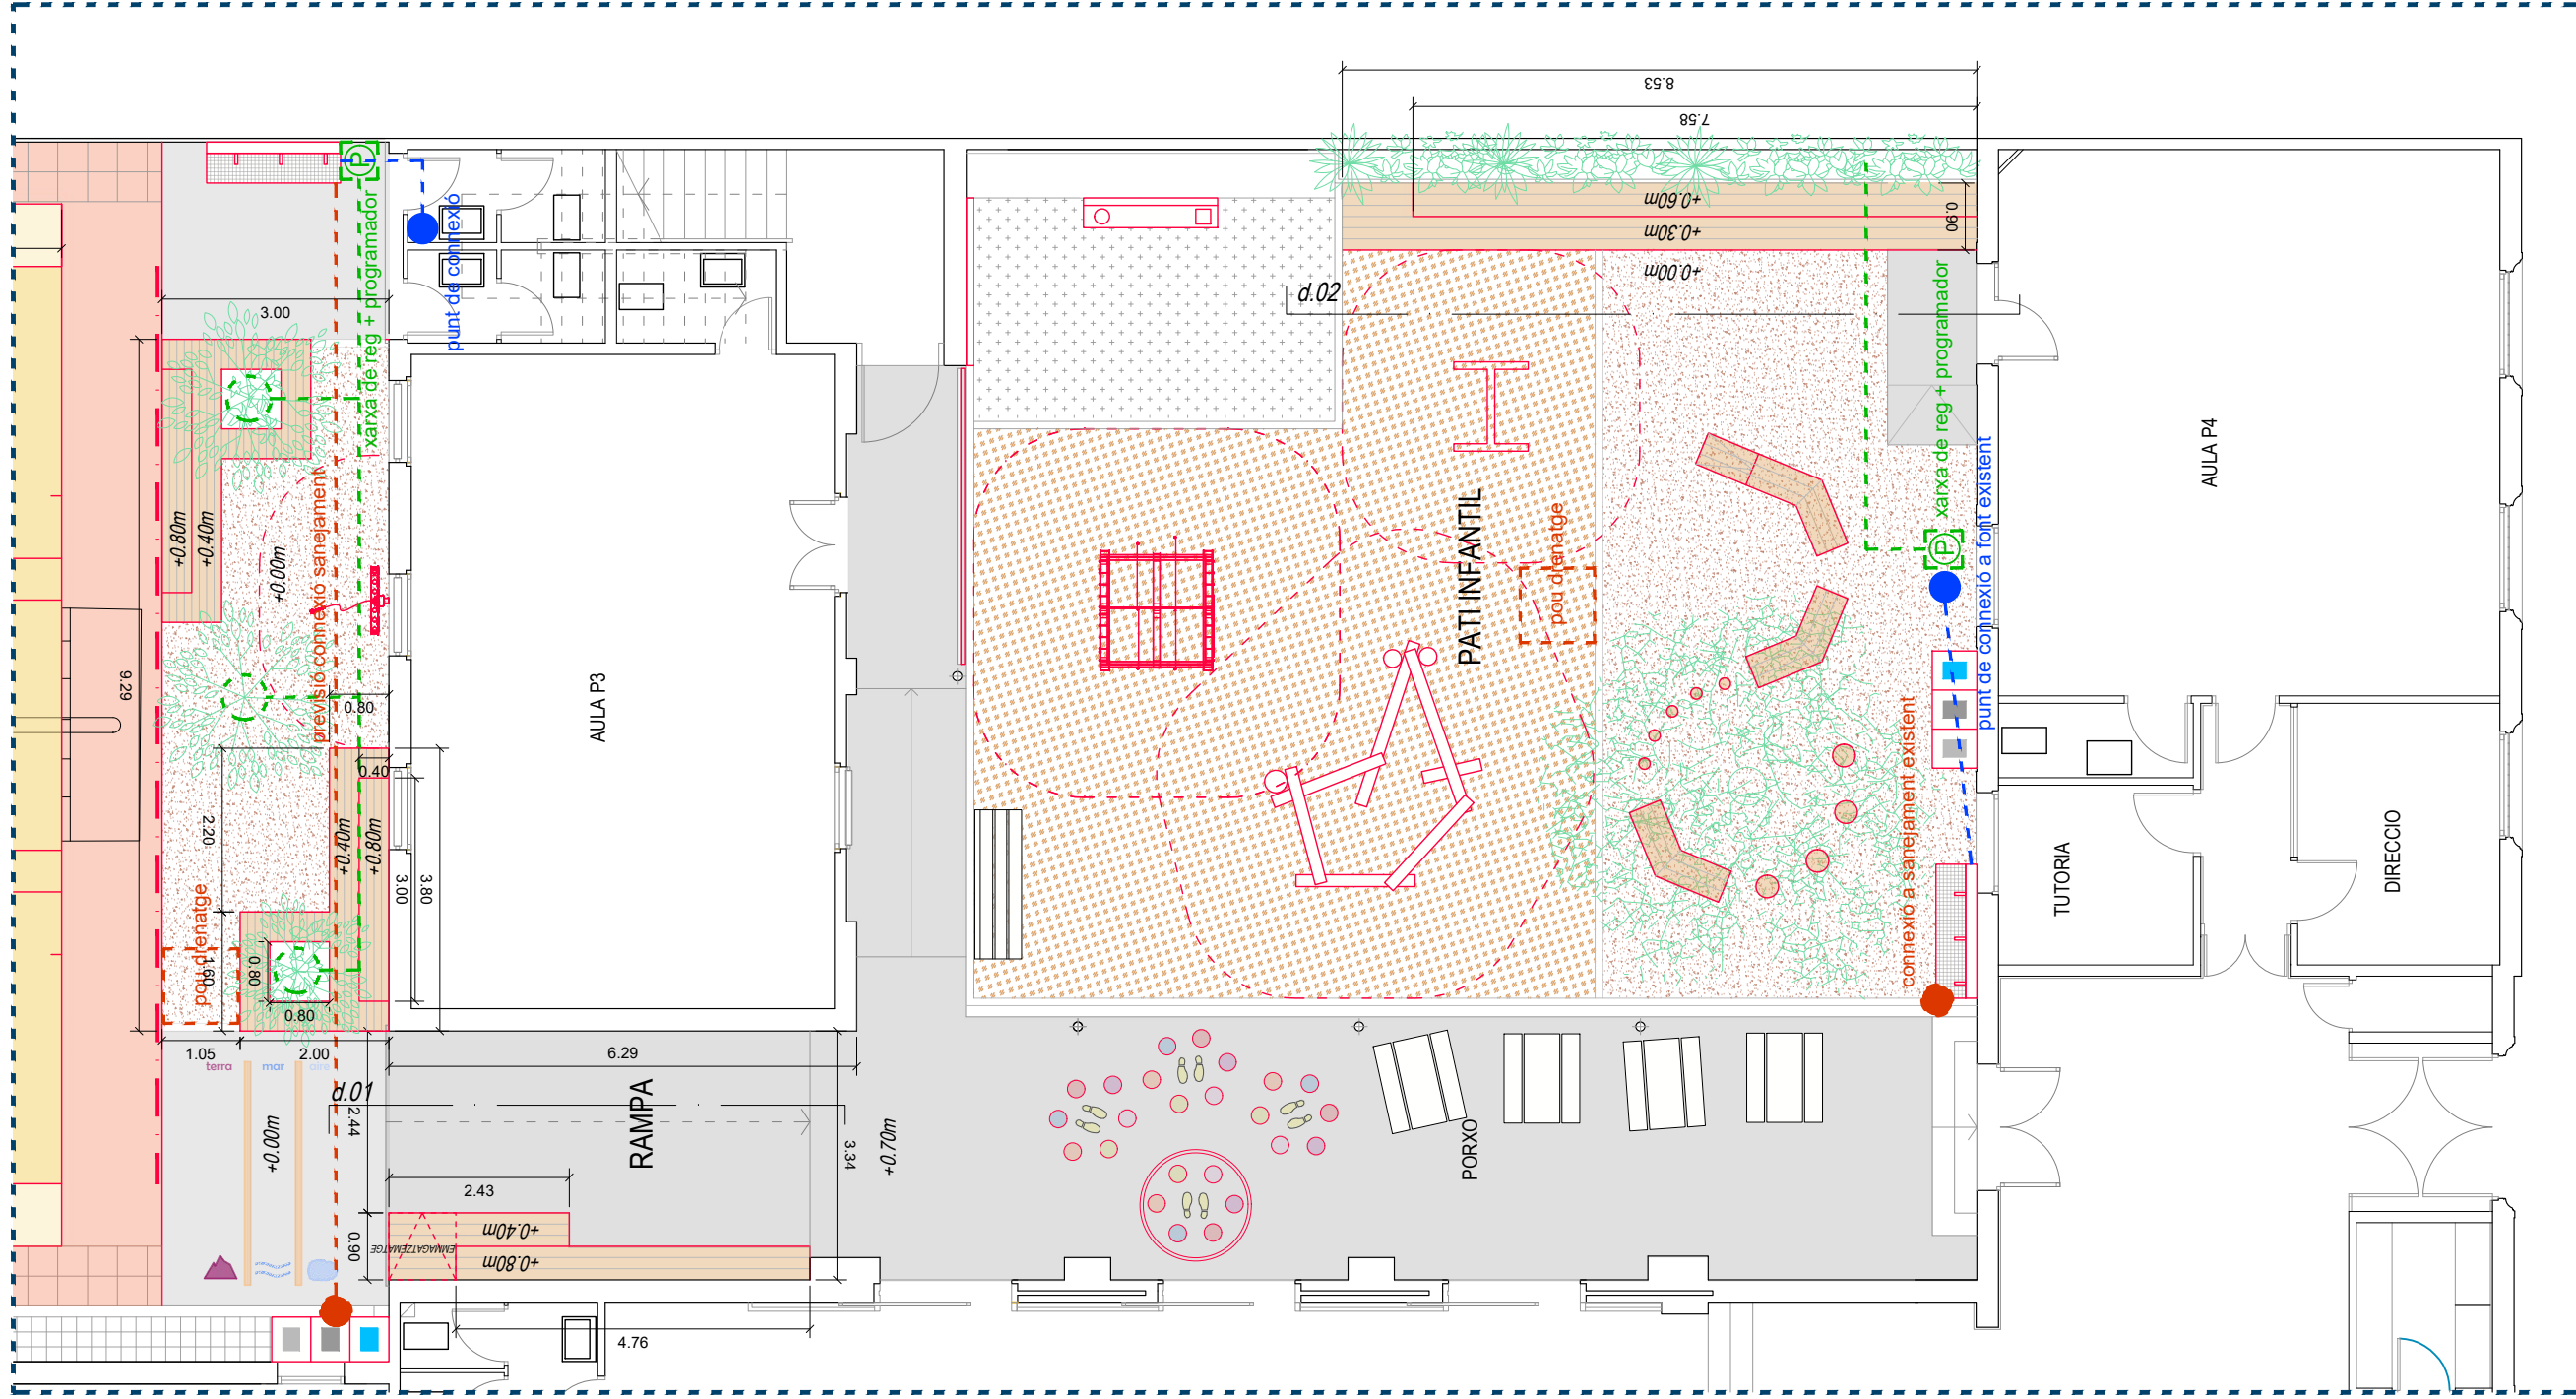 8.53
7.58
+0.60m
+0.30m
0.90
+0.00m
d.02
P
xarxa de reg + programador
punt de connexió
3.00
+0.80m
+0.40m
+0.00m
previsió connexió sanejament
9.29
0.80
0.40
2.20
+0.40m
+0.80m
3.00
3.80
pou drenatge
1.60
0.80
0.80
1.05
2.00
terra
mar
aire
d.01
2.44
+0.00m
0.90
AULA P3
6.29
RAMPA
3.34
+0.70m
2.43
+0.40m
+0.80m
EMMAGATZEMATGE
4.76
PATI INFANTIL
pou drenatge
P
xarxa de reg + programador
punt de connexió a font existent
connexió a sanejament existent
PORXO
AULA P4
TUTORIA
DIRECCIO